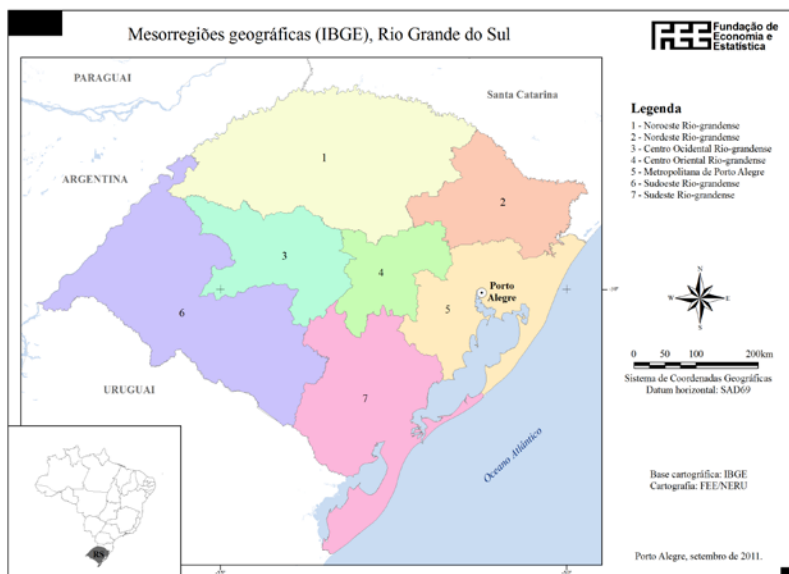 Mesorregiões geográficas (IBGE), Rio Grande do Sul
FEE
Fundação de
Economia e
Estatística
PARAGUAI
Santa Catarina
ARGENTINA
URUGUAI
1
2
3
4
5
6
7
Porto
Alegre
Oceano Atlântico
RS
Legenda
1 - Noroeste Rio-grandense
2 - Nordeste Rio-grandense
3 - Centro Ocidental Rio-grandense
4 - Centro Oriental Rio-grandense
5 - Metropolitana de Porto Alegre
6 - Sudoeste Rio-grandense
7 - Sudeste Rio-grandense
N
W
E
S
0 25 50 100 200km
Sistema de Coordenadas Geográficas
Datum horizontal: SAD69
Base cartográfica: IBGE
Cartografia: FEE/NERU
Porto Alegre, setembro de 2011.